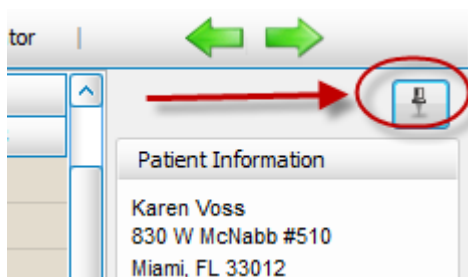 tor |
Patient Information
Karen Voss
830 W McNabb #510
Miami, FL 33012